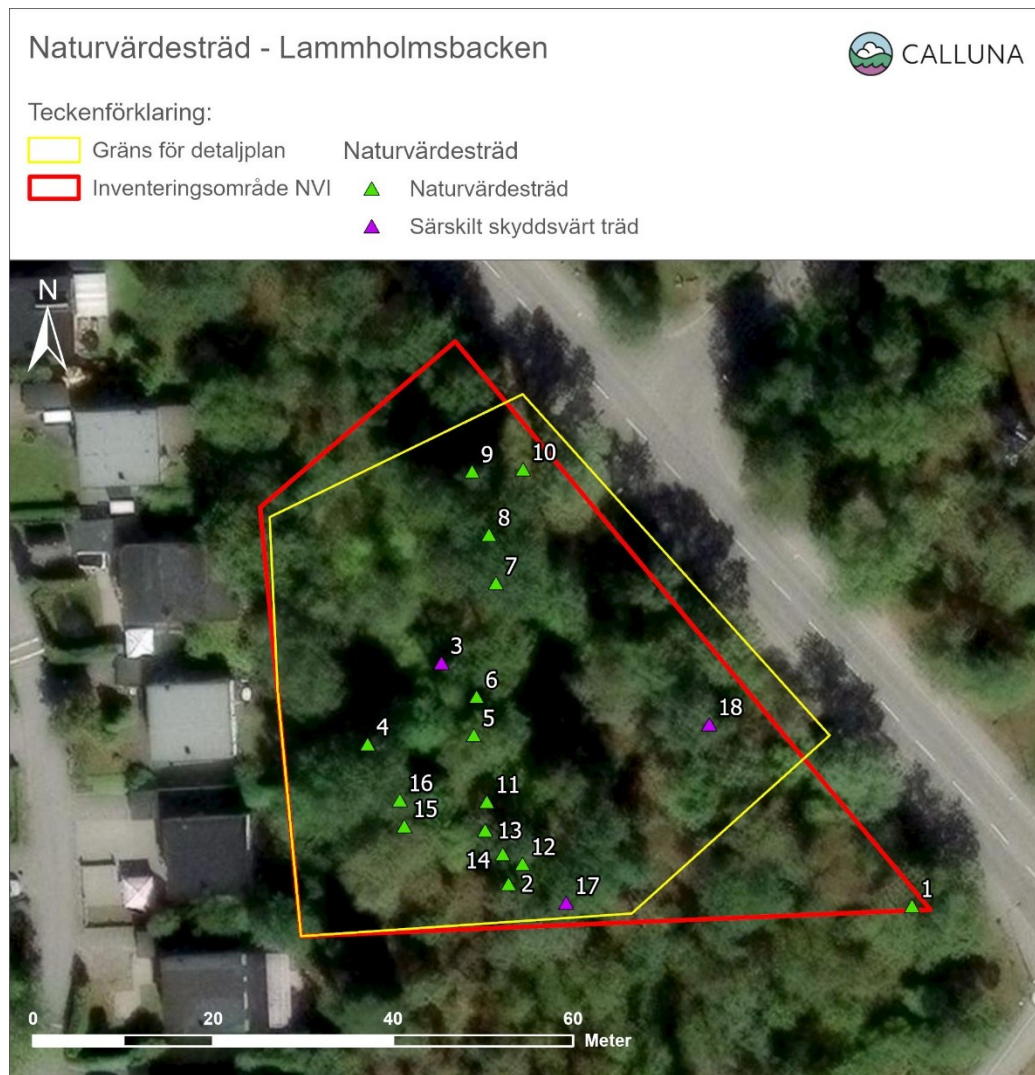 Naturvärdesträd - Lammholmsbacken
CALLUNA
Teckenförklaring:
Gräns för detaljplan
Naturvärdesträd
Inventeringsområde NVI
Naturvärdesträd
Särskilt skyddsvärt träd
N
9
10
8
7
3
6
18
5
4
16
11
15
13
14
12
2
17
1
0
20
40
60
Meter